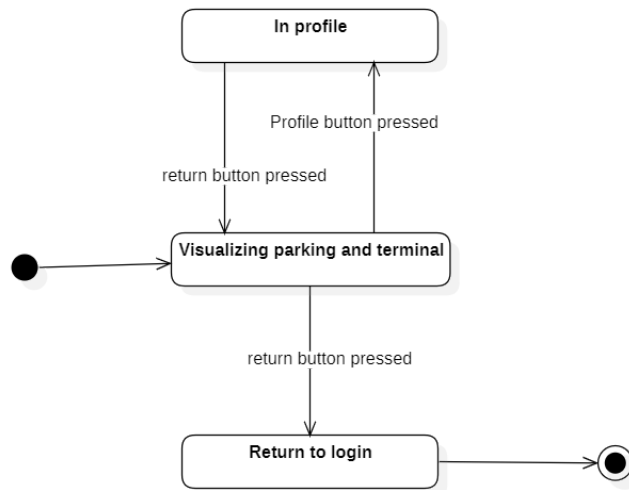 In profile
Profile button pressed
return button pressed
Visualizing parking and terminal
return button pressed
Return to login